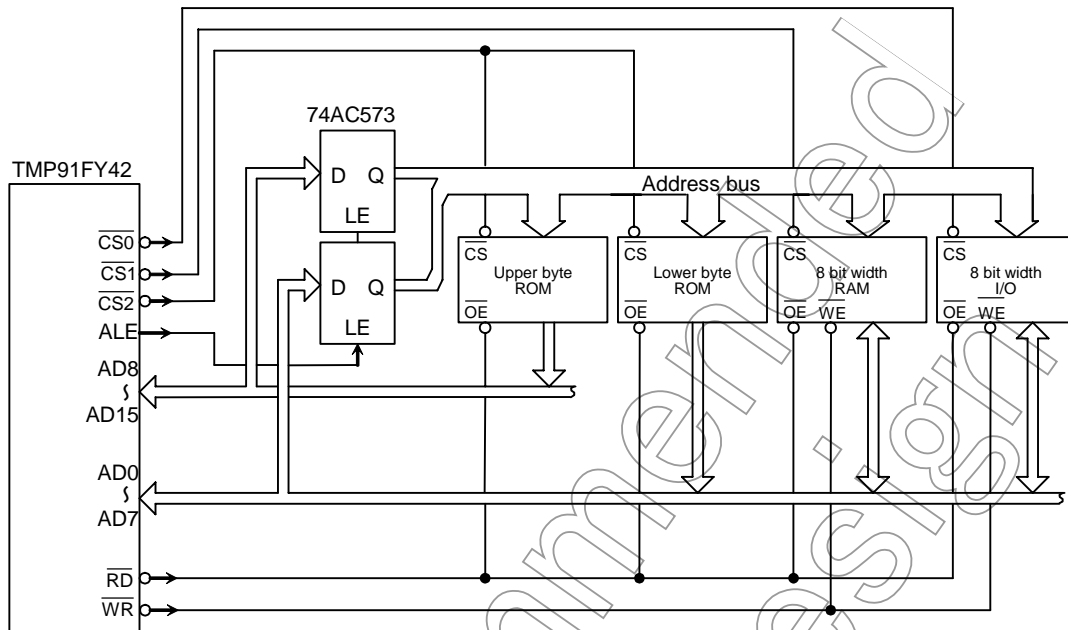 74AC573
TMP91FY42
D Q
LE
D Q
LE
Address bus
CS0
CS1
CS2
ALE
AD8
~
AD15
AD0
~
AD7
RD
WR
CS
Upper byte
ROM
OE
CS
Lower byte
ROM
OE
CS
8 bit width
RAM
OE WE
CS
8 bit width
I/O
OE WE
mmended
esign